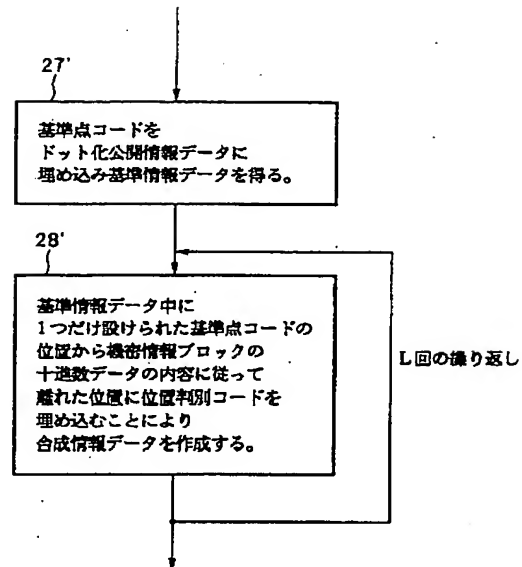 27'
基準点コードを
ドット化公開情報データに
埋め込み基準情報データを得る。
28'
基準情報データ中に
1つだけ設けられた基準点コードの
位置から機密情報ブロックの
十進数データの内容に従って
離れた位置に位置判別コードを
埋め込むことにより
合成情報データを作成する。
L回の繰り返し